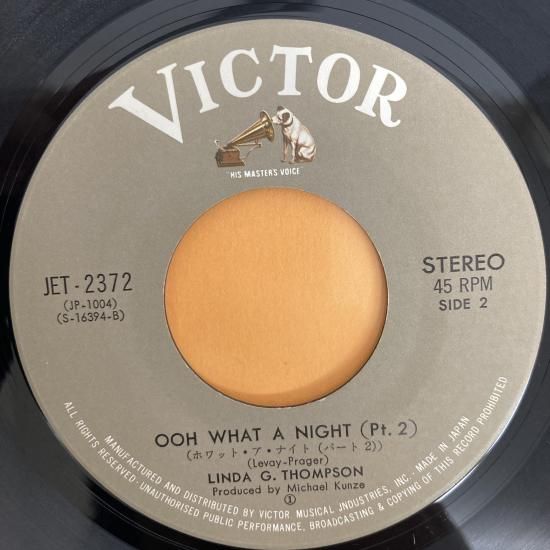 VICTOR
"HIS MASTER'S VOICE"
JET-2372
(JP-1004)
(S-16394-B)
STEREO
45 RPM
SIDE 2
OOH WHAT A NIGHT (Pt. 2)
(ホワット・ア・ナイト(パート 2))
(Levay-Prager)
LINDA G. THOMPSON
Produced by Michael Kunze
①
MANUFACTURED AND DISTRIBUTED BY VICTOR MUSICAL JNDUSTRIES, INC. MADE IN JAPAN
ALL RIGHTS RESERVED. UNAUTHORISED PUBLIC PERFORMANCE, BROADCASTING & COPYING OF THIS RECORD PROHIBITED